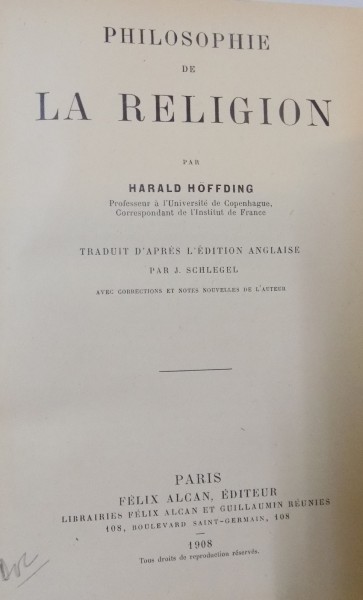 PHILOSOPHIE
DE
LA RELIGION
PAR
HARALD HÖFFDING
Professeur à l'Université de Copenhague,
Correspondant de l'Institut de France
TRADUIT D'APRÈS L'ÉDITION ANGLAISE
PAR J. SCHLEGEL
AVEC CORRECTIONS ET NOTES NOUVELLES DE L'AUTEUR
PARIS
FÉLIX ALCAN, ÉDITEUR
LIBRAIRIES FÉLIX ALCAN ET GUILLAUMIN RÉUNIES
108, BOULEVARD SAINT-GERMAIN, 108
1908
Tous droits de reproduction réservés.